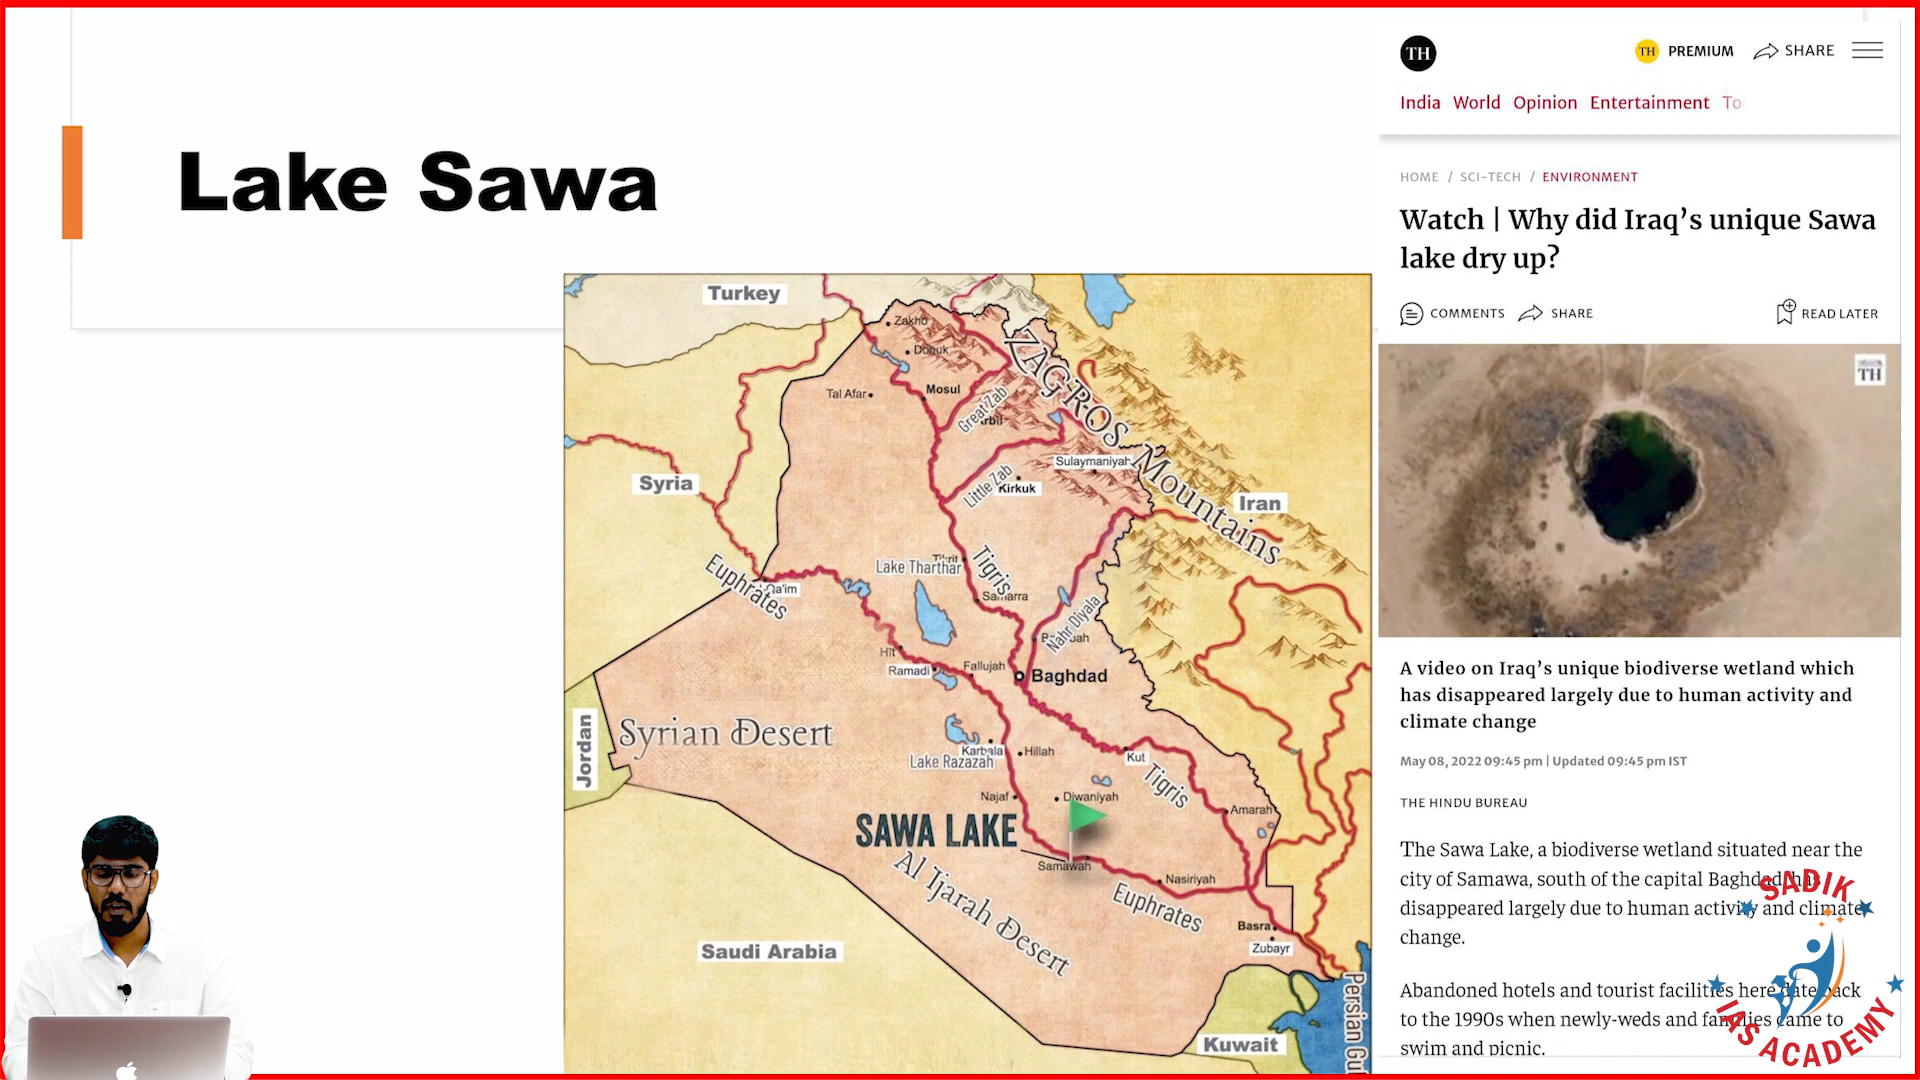 Lake Sawa
Turkey
Zakho
Dohuk
Tal Afar
Mosul
ZAGROS Mountains
Great Zab
Sulaymaniyah
Little Zab
Kirkuk
Syria
Iran
Tikrit
Lake Tharthar
Tigris
Euphrates
Samarra
Nahr Diyala
Hit
Ramadi
Fallujah
Baghdad
Jordan
Syrian Desert
Karbala
Hillah
Lake Razazah
Kut
Tigris
Najaf
Diwaniyah
Amarah
SAWA LAKE
Samawah
Nasiriyah
Al Tjarah Desert
Euphrates
Basra
Zubayr
Saudi Arabia
Kuwait
Persian Gu
TH
TH PREMIUM SHARE
India World Opinion Entertainment To
HOME / SCI-TECH / ENVIRONMENT
Watch | Why did Iraq’s unique Sawa
lake dry up?
COMMENTS SHARE READ LATER
TH
A video on Iraq’s unique biodiverse wetland which
has disappeared largely due to human activity and
climate change
May 08, 2022 09:45 pm | Updated 09:45 pm IST
THE HINDU BUREAU
The Sawa Lake, a biodiverse wetland situated near the
city of Samawa, south of the capital Baghdad, has
disappeared largely due to human activity and climate
change.
Abandoned hotels and tourist facilities here date back
to the 1990s when newly-weds and families came to
swim and picnic.
SADIK
IAS ACADEMY